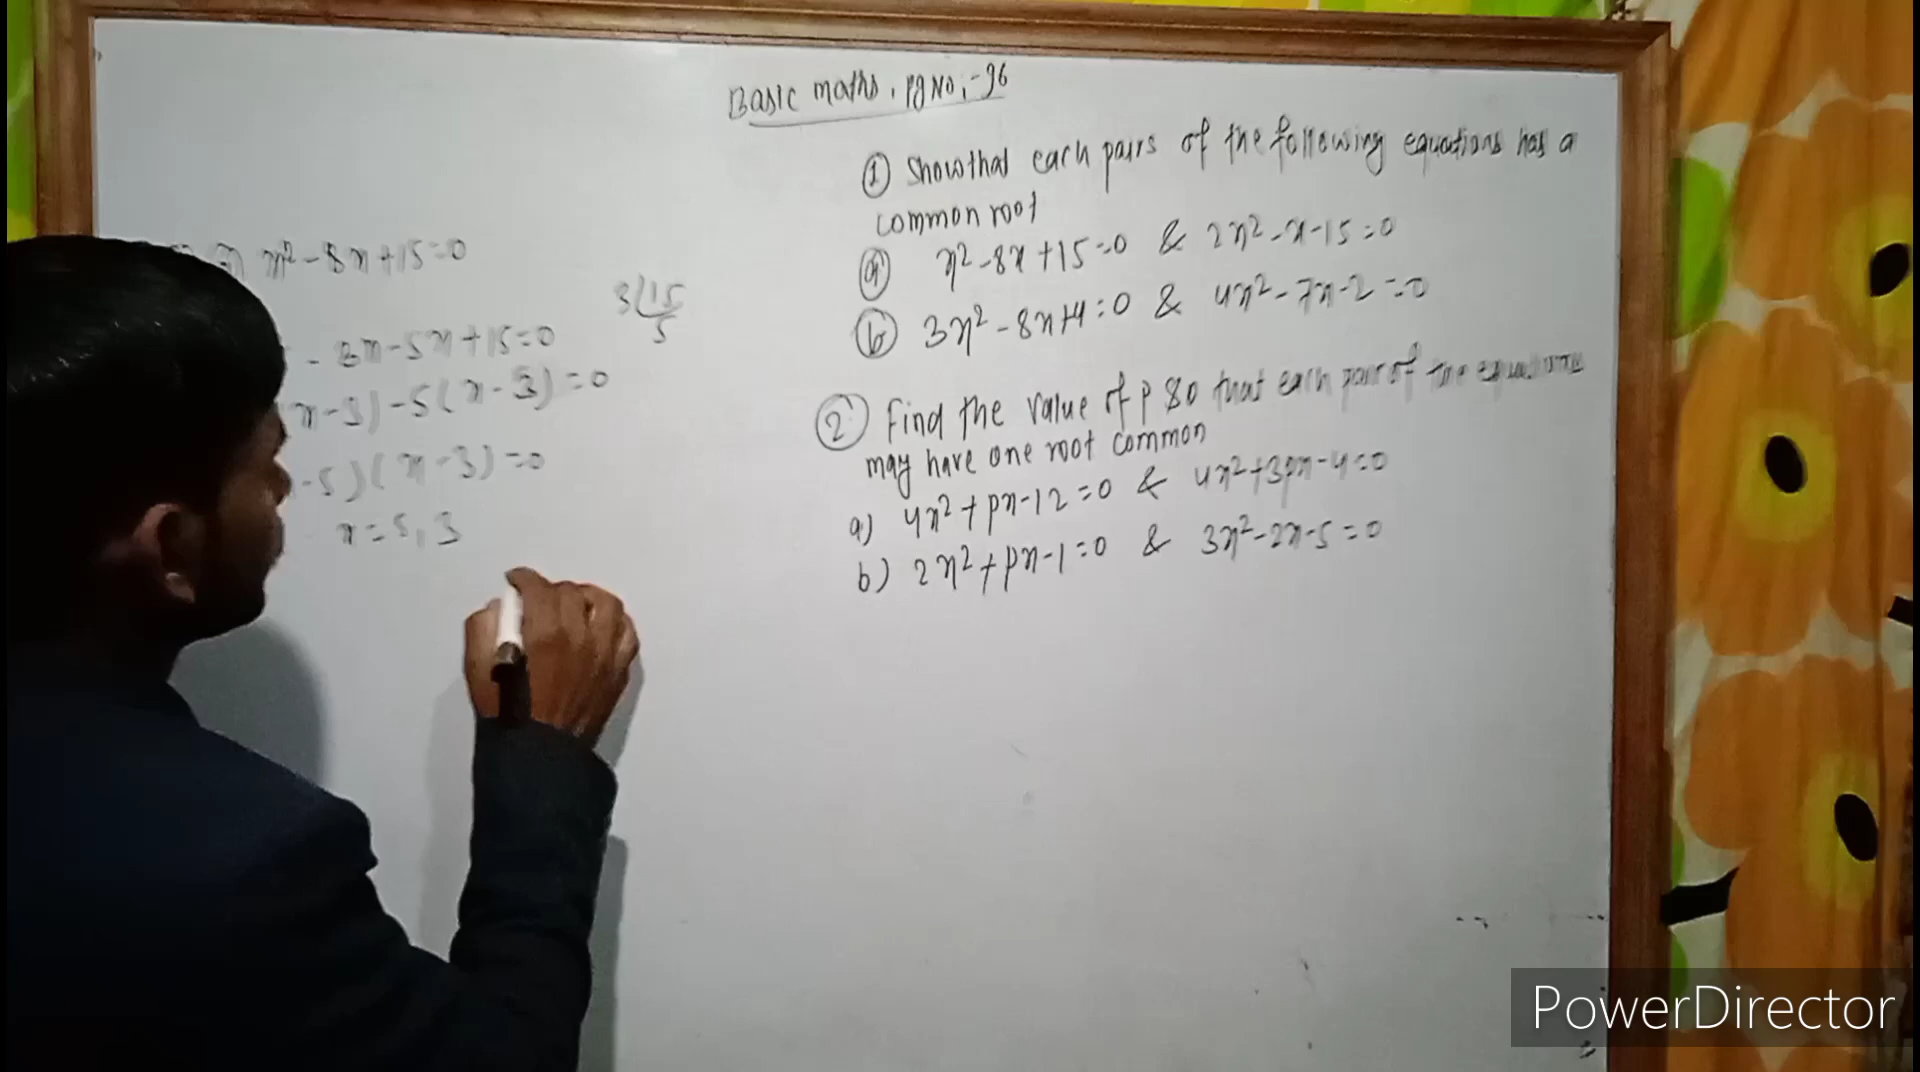 Basic maths, Pg No:-96
① Show that each pairs of the following equations has a
common root
(a) x²-8x+15=0 & 2x²-x-15=0
(b) 3x²-8x+4=0 & 4x²-7x-2=0
② Find the value of P so that each pair of the equations
may have one root common
a) 4x²+px-12=0 & 4x²+3px-4=0
b) 2x²+px-1=0 & 3x²-2x-5=0
x²-8x+15=0
-3x-5x+15=0
x-3)-5(x-3)=0
-5)(x-3)=0
x=5,3
3|15
5
PowerDirector